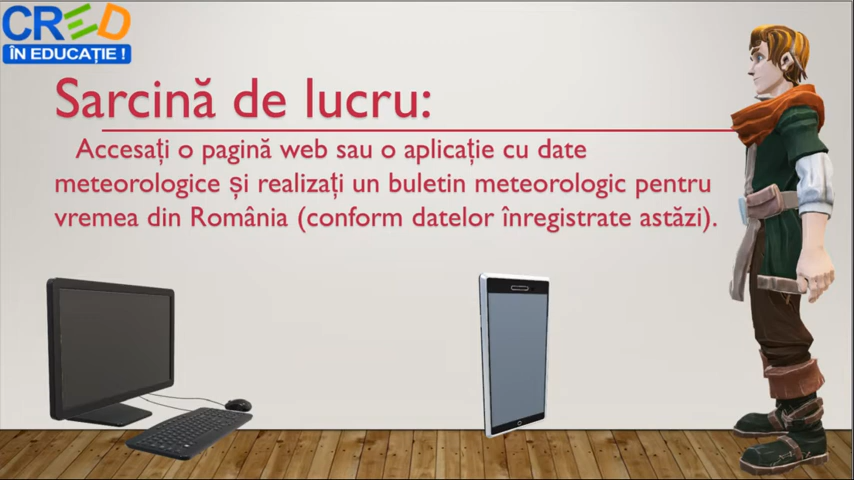 CRED
ÎN EDUCAȚIE !
Sarcină de lucru:
Accesați o pagină web sau o aplicație cu date
meteorologice și realizați un buletin meteorologic pentru
vremea din România (conform datelor înregistrate astăzi).